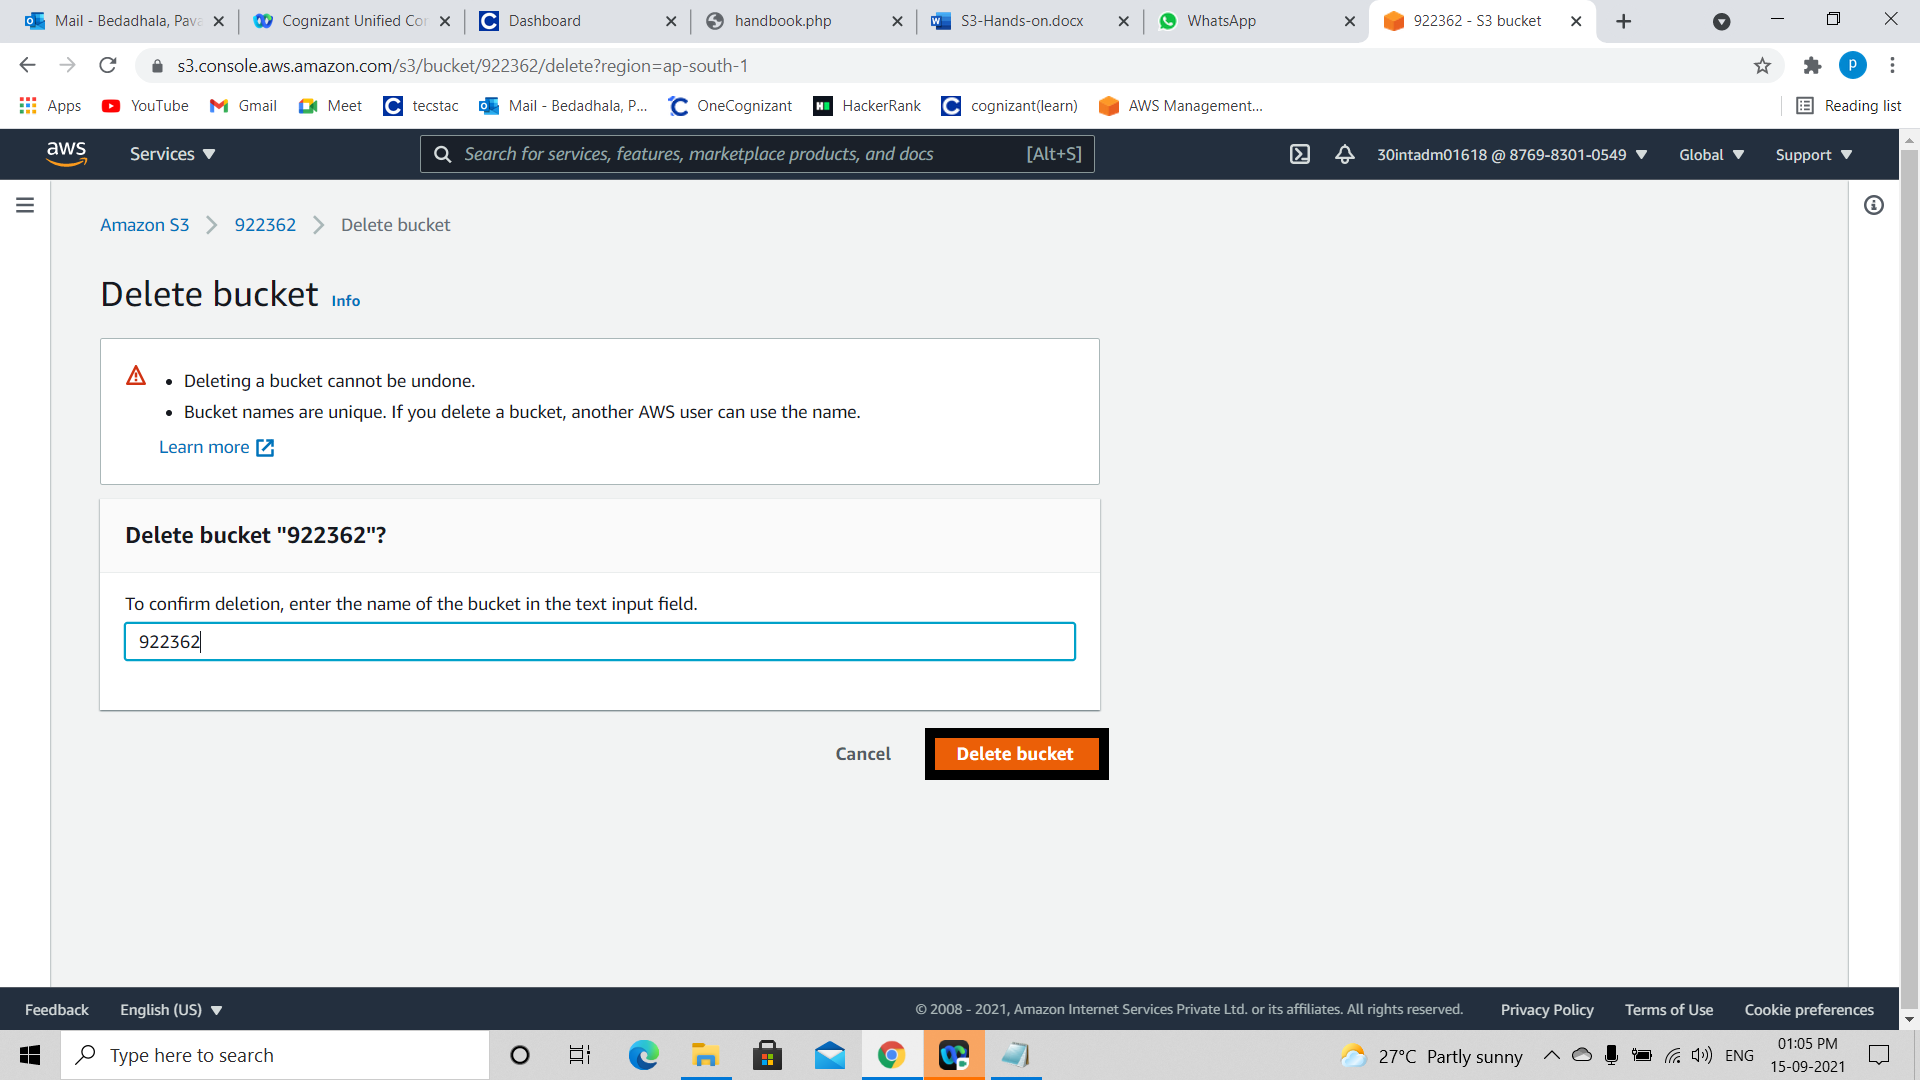 Mail - Bedadhala, Pava
Cognizant Unified Cor
Dashboard
handbook.php
S3-Hands-on.docx
WhatsApp
922362 - S3 bucket
s3.console.aws.amazon.com/s3/bucket/922362/delete?region=ap-south-1
P
Apps
YouTube
Gmail
Meet
tecstac
Mail - Bedadhala, P...
OneCognizant
HackerRank
cognizant(learn)
AWS Management...
Reading list
aws
Services
Search for services, features, marketplace products, and docs
[Alt+S]
30intadm01618 @ 8769-8301-0549
Global
Support
Amazon S3
922362
Delete bucket
Delete bucket
Info
• Deleting a bucket cannot be undone.
• Bucket names are unique. If you delete a bucket, another AWS user can use the name.
Learn more
Delete bucket "922362"?
To confirm deletion, enter the name of the bucket in the text input field.
922362
Cancel
Delete bucket
Feedback
English (US)
© 2008 - 2021, Amazon Internet Services Private Ltd. or its affiliates. All rights reserved.
Privacy Policy
Terms of Use
Cookie preferences
Type here to search
27°C Partly sunny
ENG
01:05 PM
15-09-2021